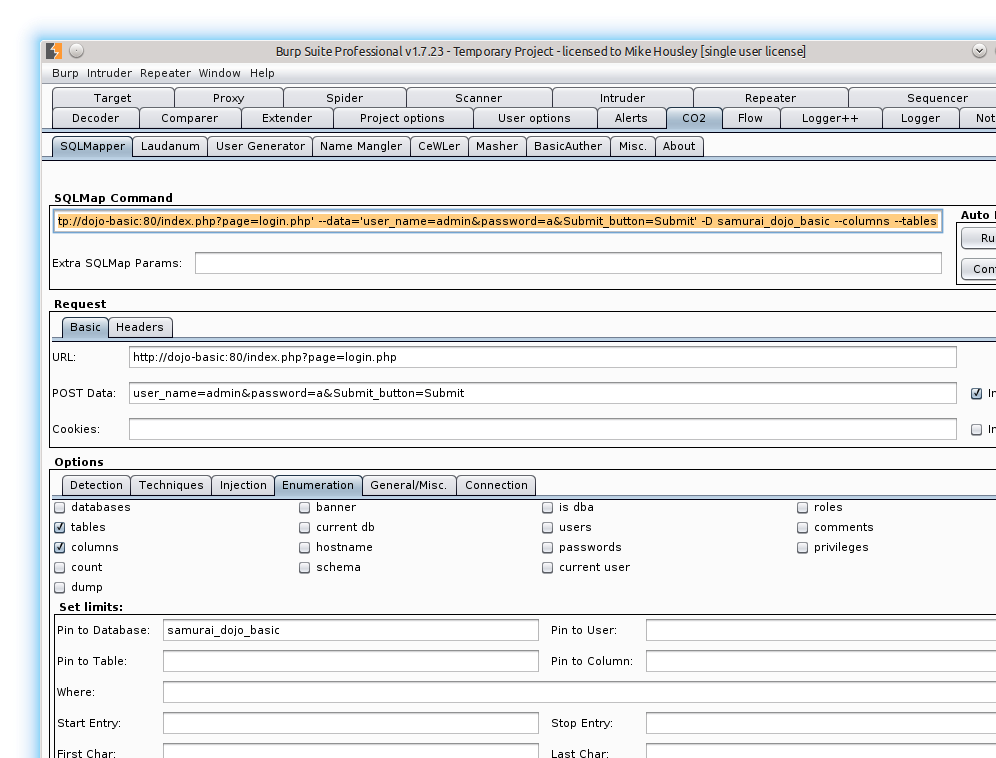 Burp Suite Professional v1.7.23 - Temporary Project - licensed to Mike Housley [single user license]
Burp Intruder Repeater Window Help
Target Proxy Spider Scanner Intruder Repeater Sequencer
Decoder Comparer Extender Project options User options Alerts CO2 Flow Logger++ Logger Not
SQLMapper Laudanum User Generator Name Mangler CeWLer Masher BasicAuther Misc. About
SQLMap Command
tp://dojo-basic:80/index.php?page=login.php' --data='user_name=admin&password=a&Submit_button=Submit' -D samurai_dojo_basic --columns --tables
Auto
Ru
Extra SQLMap Params:
Con
Request
Basic Headers
URL: http://dojo-basic:80/index.php?page=login.php
POST Data: user_name=admin&password=a&Submit_button=Submit
Cookies:
Options
Detection Techniques Injection Enumeration General/Misc. Connection
databases banner is dba roles
tables current db users comments
columns hostname passwords privileges
count schema current user
dump
Set limits:
Pin to Database: samurai_dojo_basic Pin to User:
Pin to Table: Pin to Column:
Where:
Start Entry: Stop Entry:
First Char: Last Char: